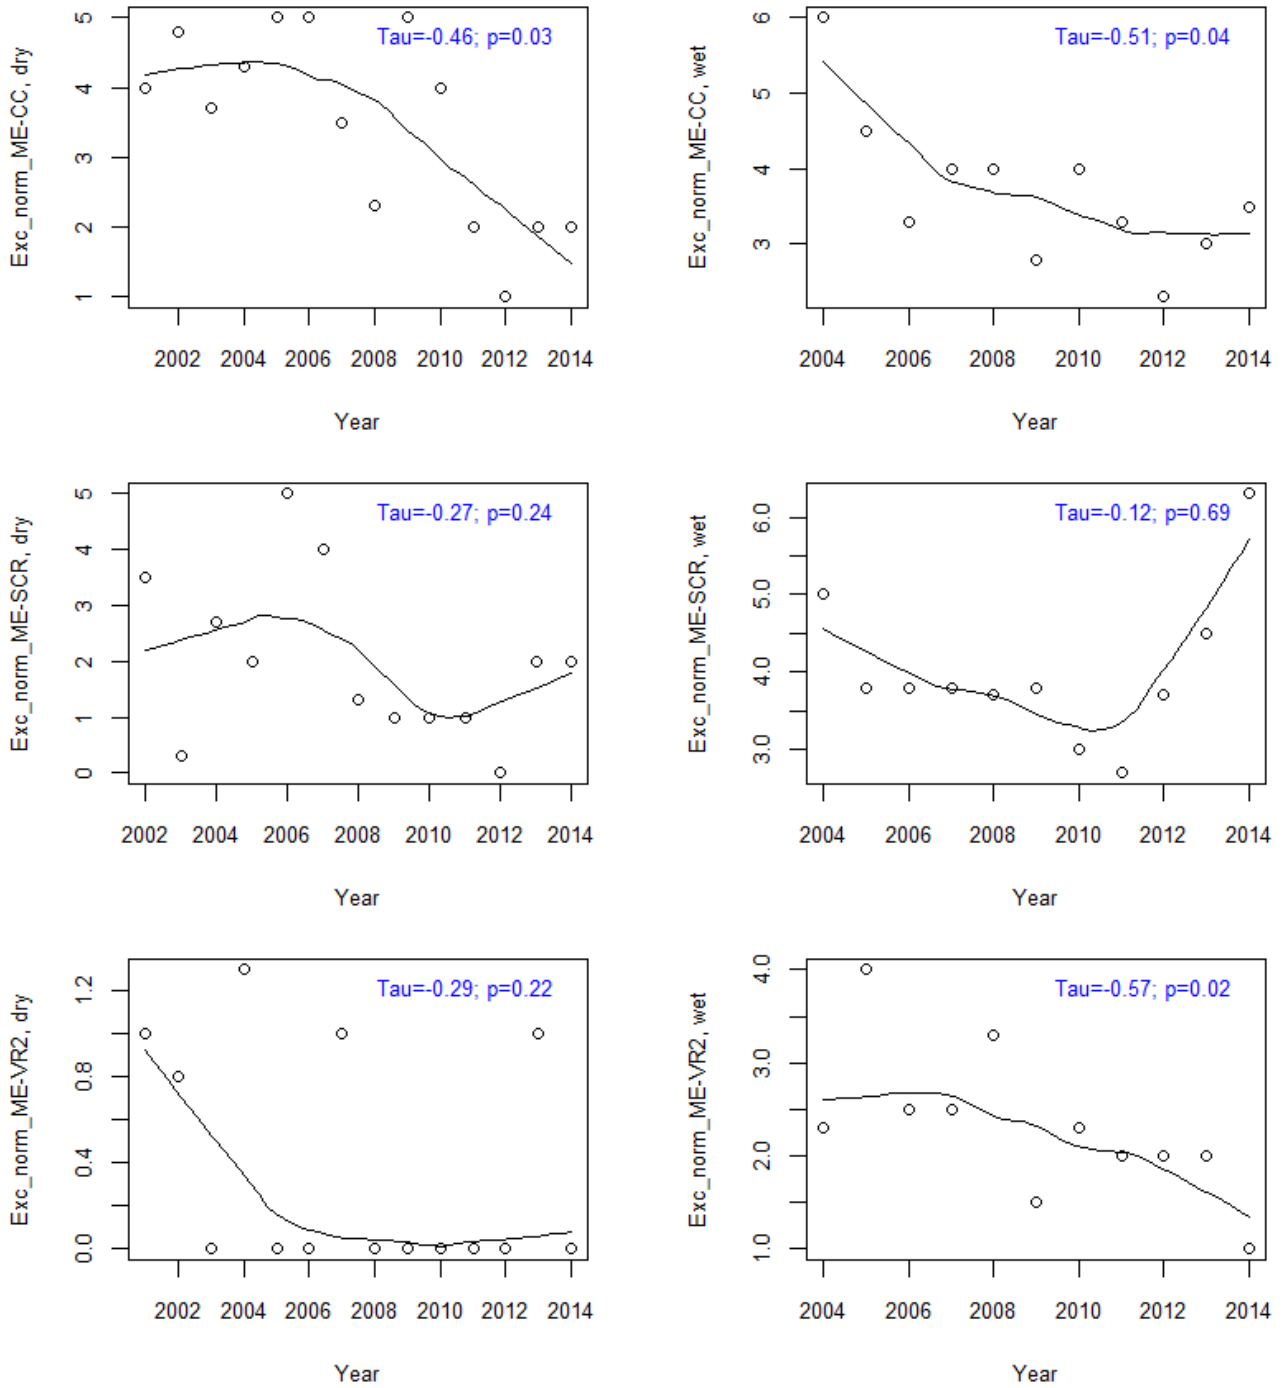 Exc_norm_ME-CC, dry
5
4
3
2
1
Tau=-0.46; p=0.03
2002 2004 2006 2008 2010 2012 2014
Year
Exc_norm_ME-CC, wet
6
5
4
3
Tau=-0.51; p=0.04
2004 2006 2008 2010 2012 2014
Year
Exc_norm_ME-SCR, dry
5
4
3
2
1
0
Tau=-0.27; p=0.24
2002 2004 2006 2008 2010 2012 2014
Year
Exc_norm_ME-SCR, wet
6.0
5.0
4.0
3.0
Tau=-0.12; p=0.69
2004 2006 2008 2010 2012 2014
Year
Exc_norm_ME-VR2, dry
1.2
0.8
0.4
0.0
Tau=-0.29; p=0.22
2002 2004 2006 2008 2010 2012 2014
Year
Exc_norm_ME-VR2, wet
4.0
3.0
2.0
1.0
Tau=-0.57; p=0.02
2004 2006 2008 2010 2012 2014
Year